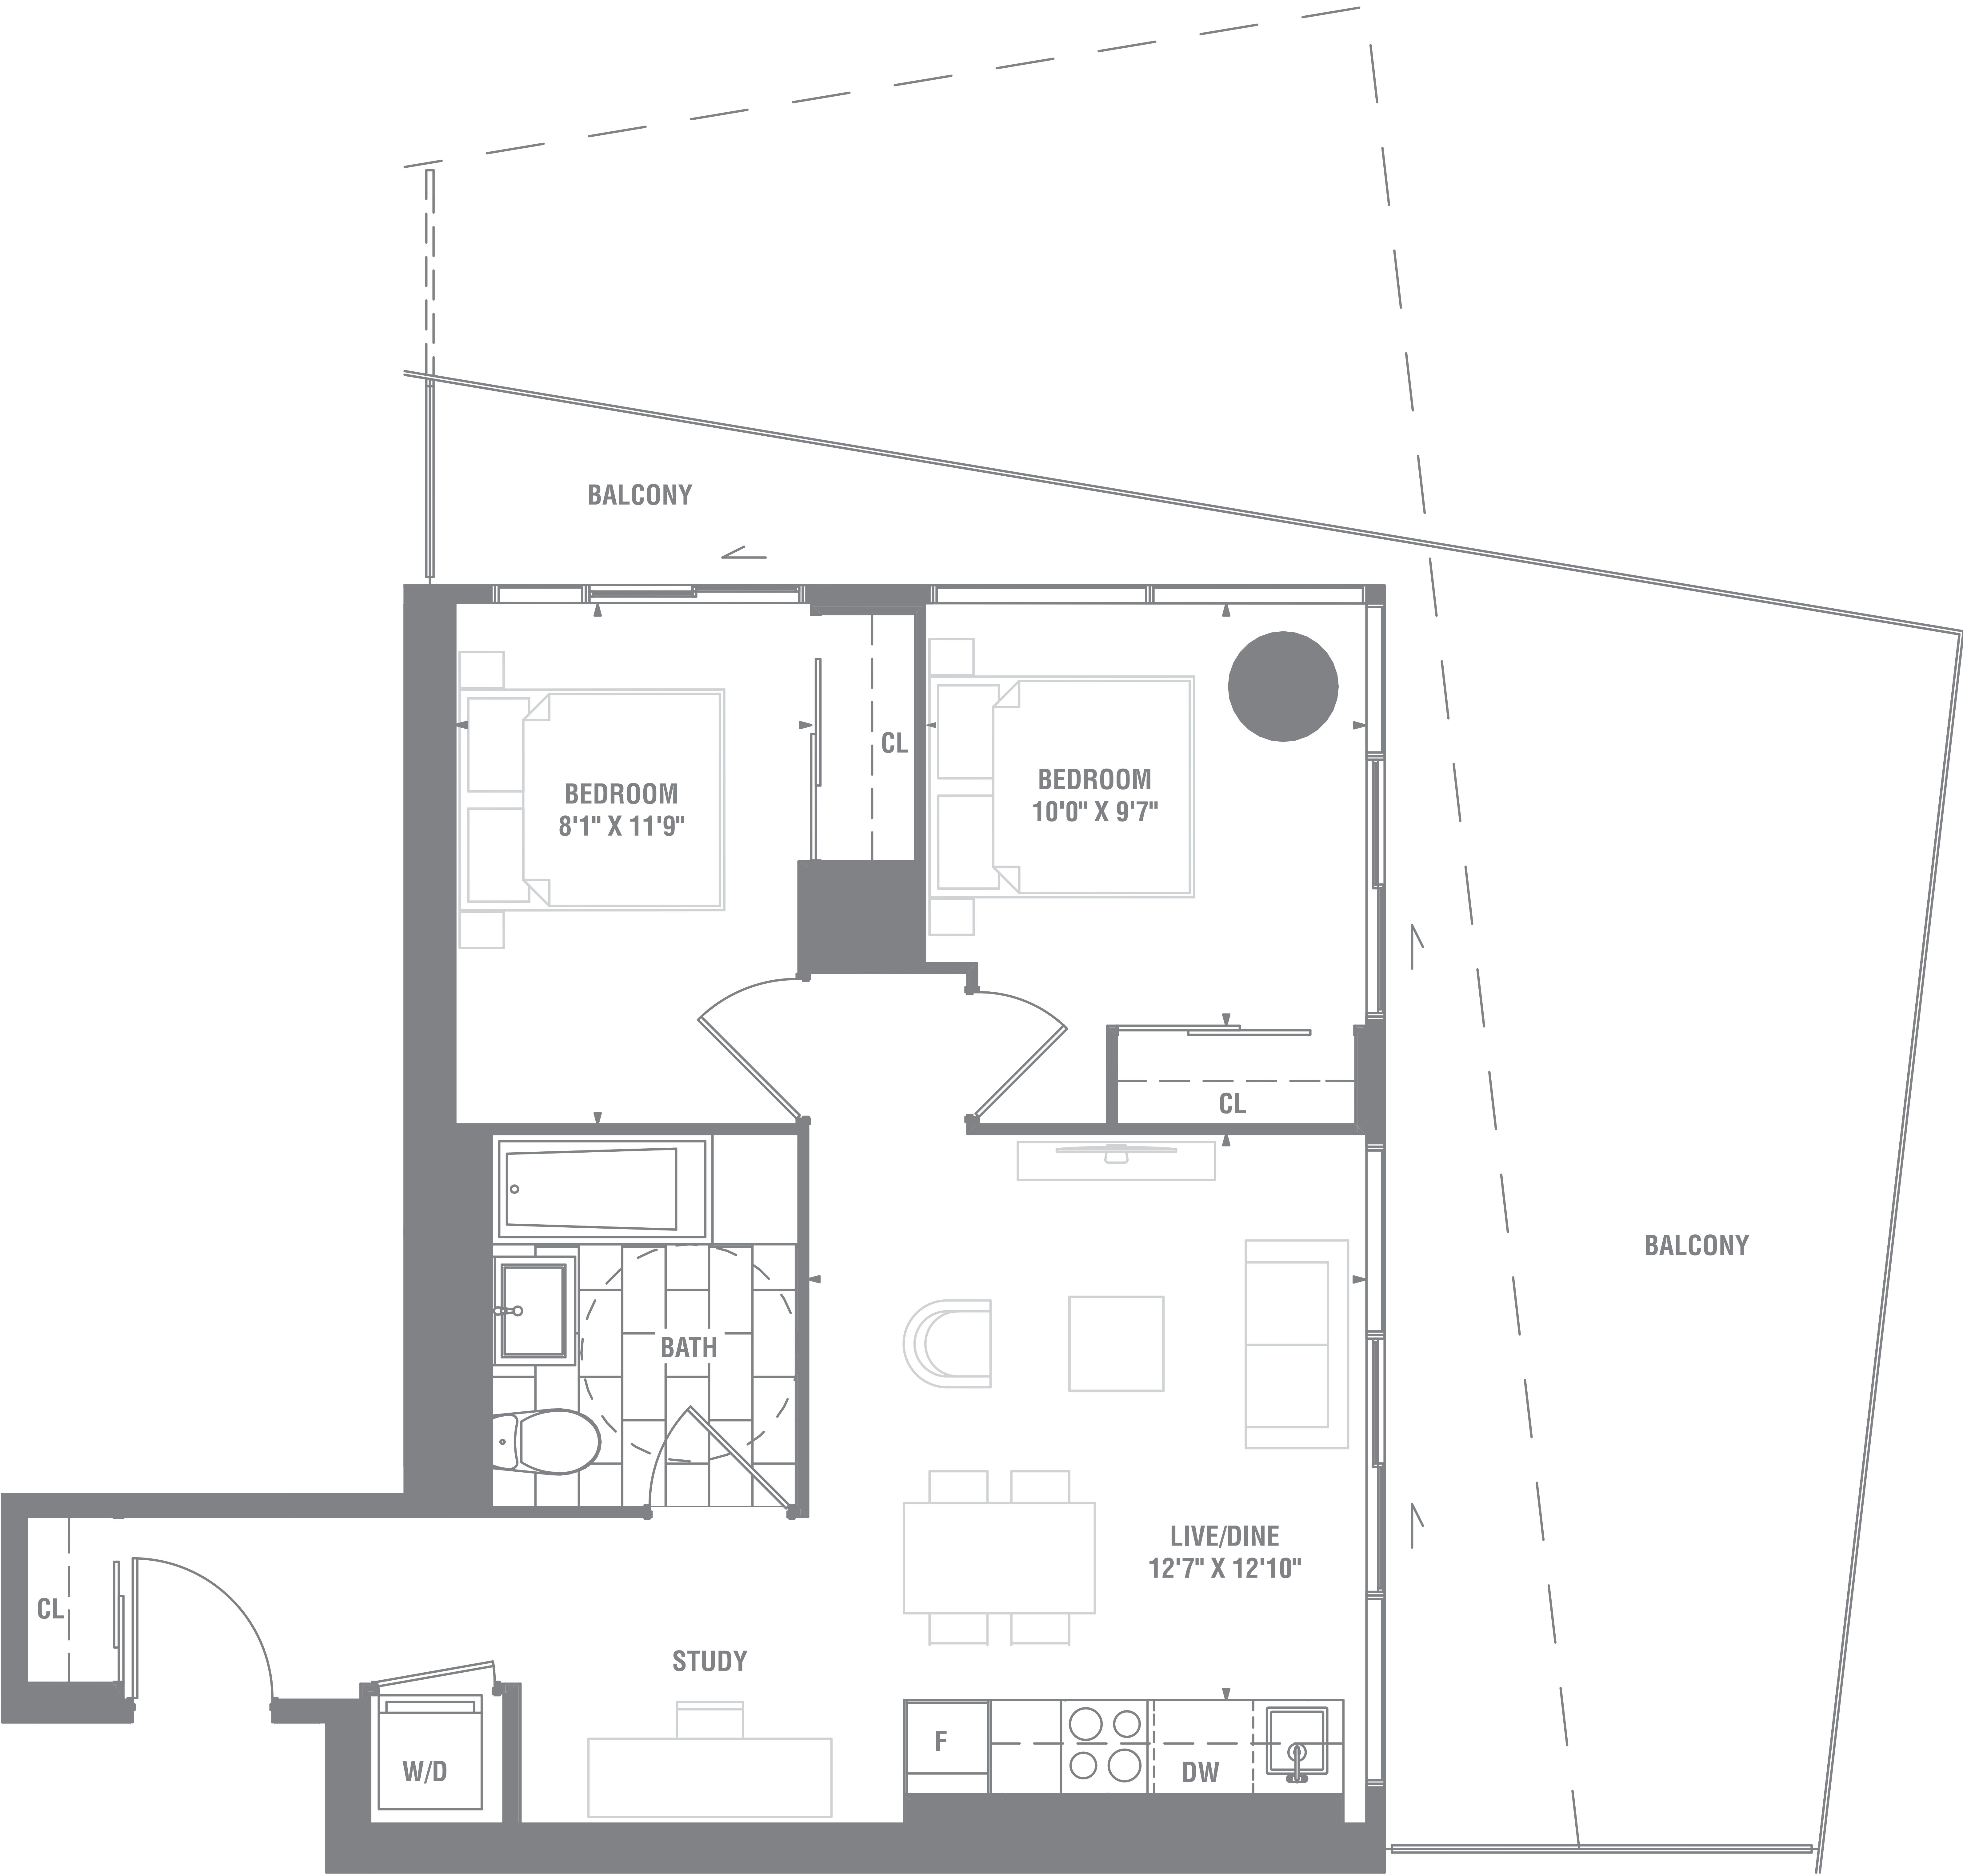 BALCONY
CL
BEDROOM
8'1" X 11'9"
BEDROOM
10'0" X 9'7"
CL
BALCONY
BATH
LIVE/DINE
12'7" X 12'10"
CL
STUDY
F
W/D
DW